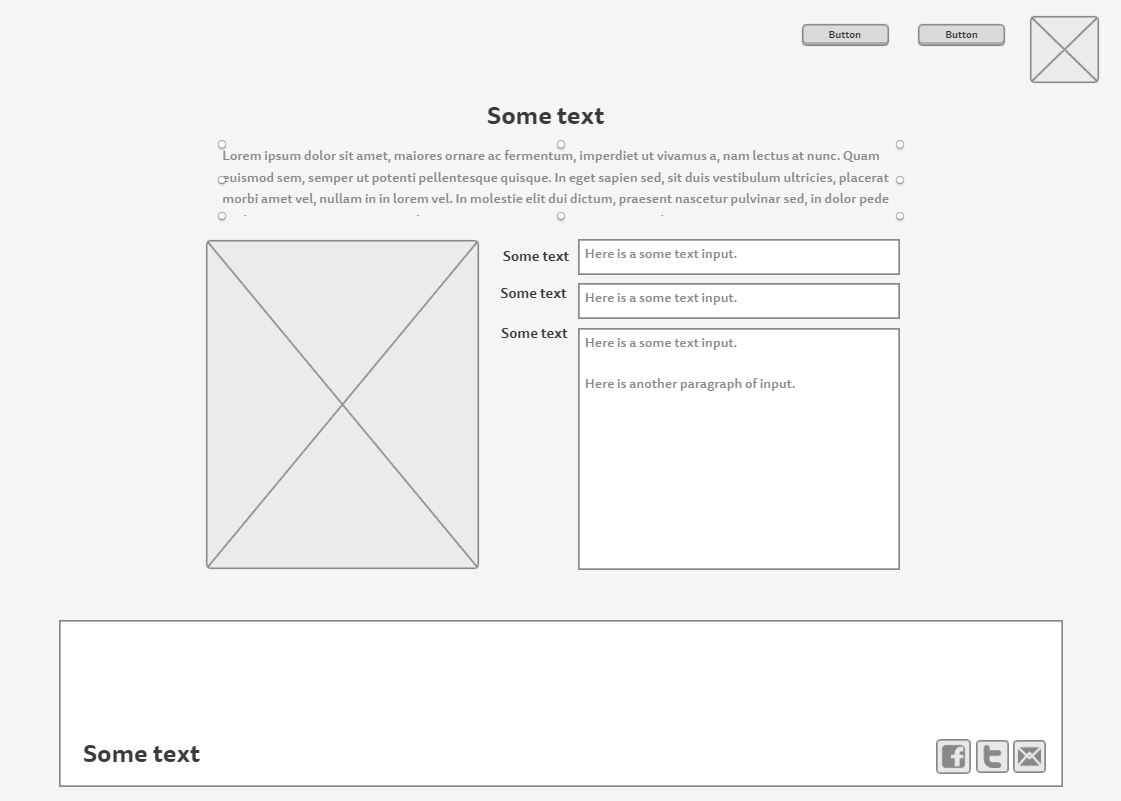 Button
Button
Some text
Lorem ipsum dolor sit amet, maiores ornare ac fermentum, imperdiet ut vivamus a, nam lectus at nunc. Quam
euismod sem, semper ut potenti pellentesque quisque. In eget sapien sed, sit duis vestibulum ultricies, placerat
morbi amet vel, nullam in in lorem vel. In molestie elit dui dictum, praesent nascetur pulvinar sed, in dolor pede
Some text
Here is a some text input.
Some text
Here is a some text input.
Some text
Here is a some text input.
Here is another paragraph of input.
Some text